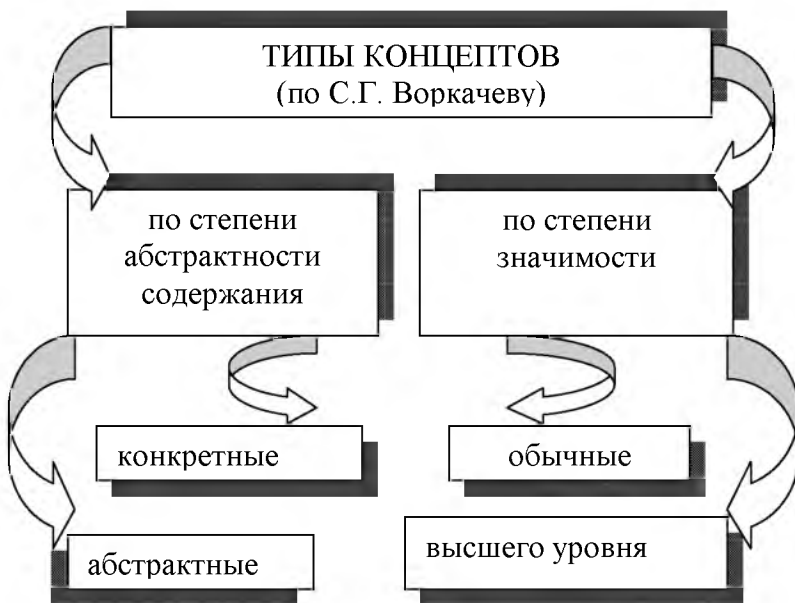 ТИПЫ КОНЦЕПТОВ
(по С.Г. Воркачеву)
по степени
абстрактности
содержания
по степени
значимости
конкретные
обычные
абстрактные
высшего уровня